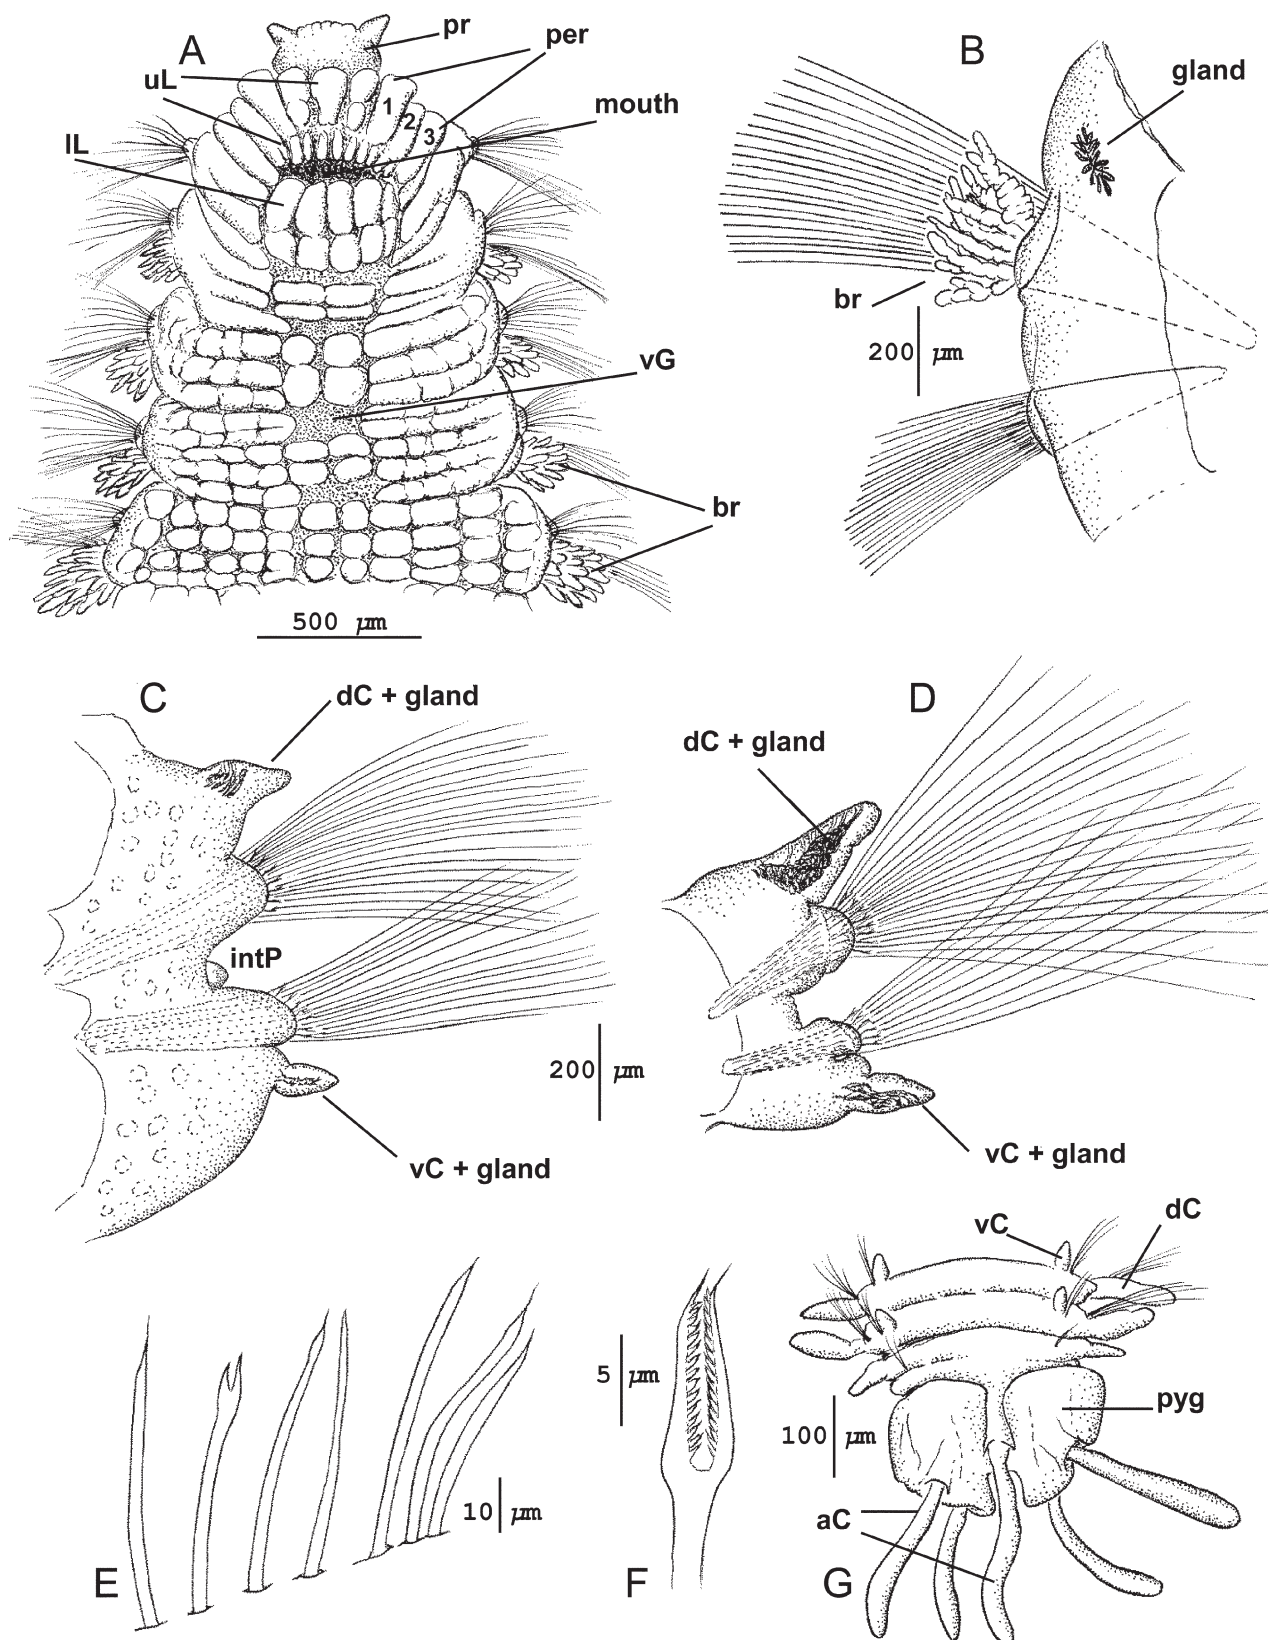 A
pr
per
uL
mouth
1
2
3
lL
vG
br
500 µm
B
gland
br
200 µm
C
dC + gland
intP
vC + gland
200 µm
D
dC + gland
vC + gland
E
10 µm
F
5 µm
G
vC
dC
pyg
100 µm
aC